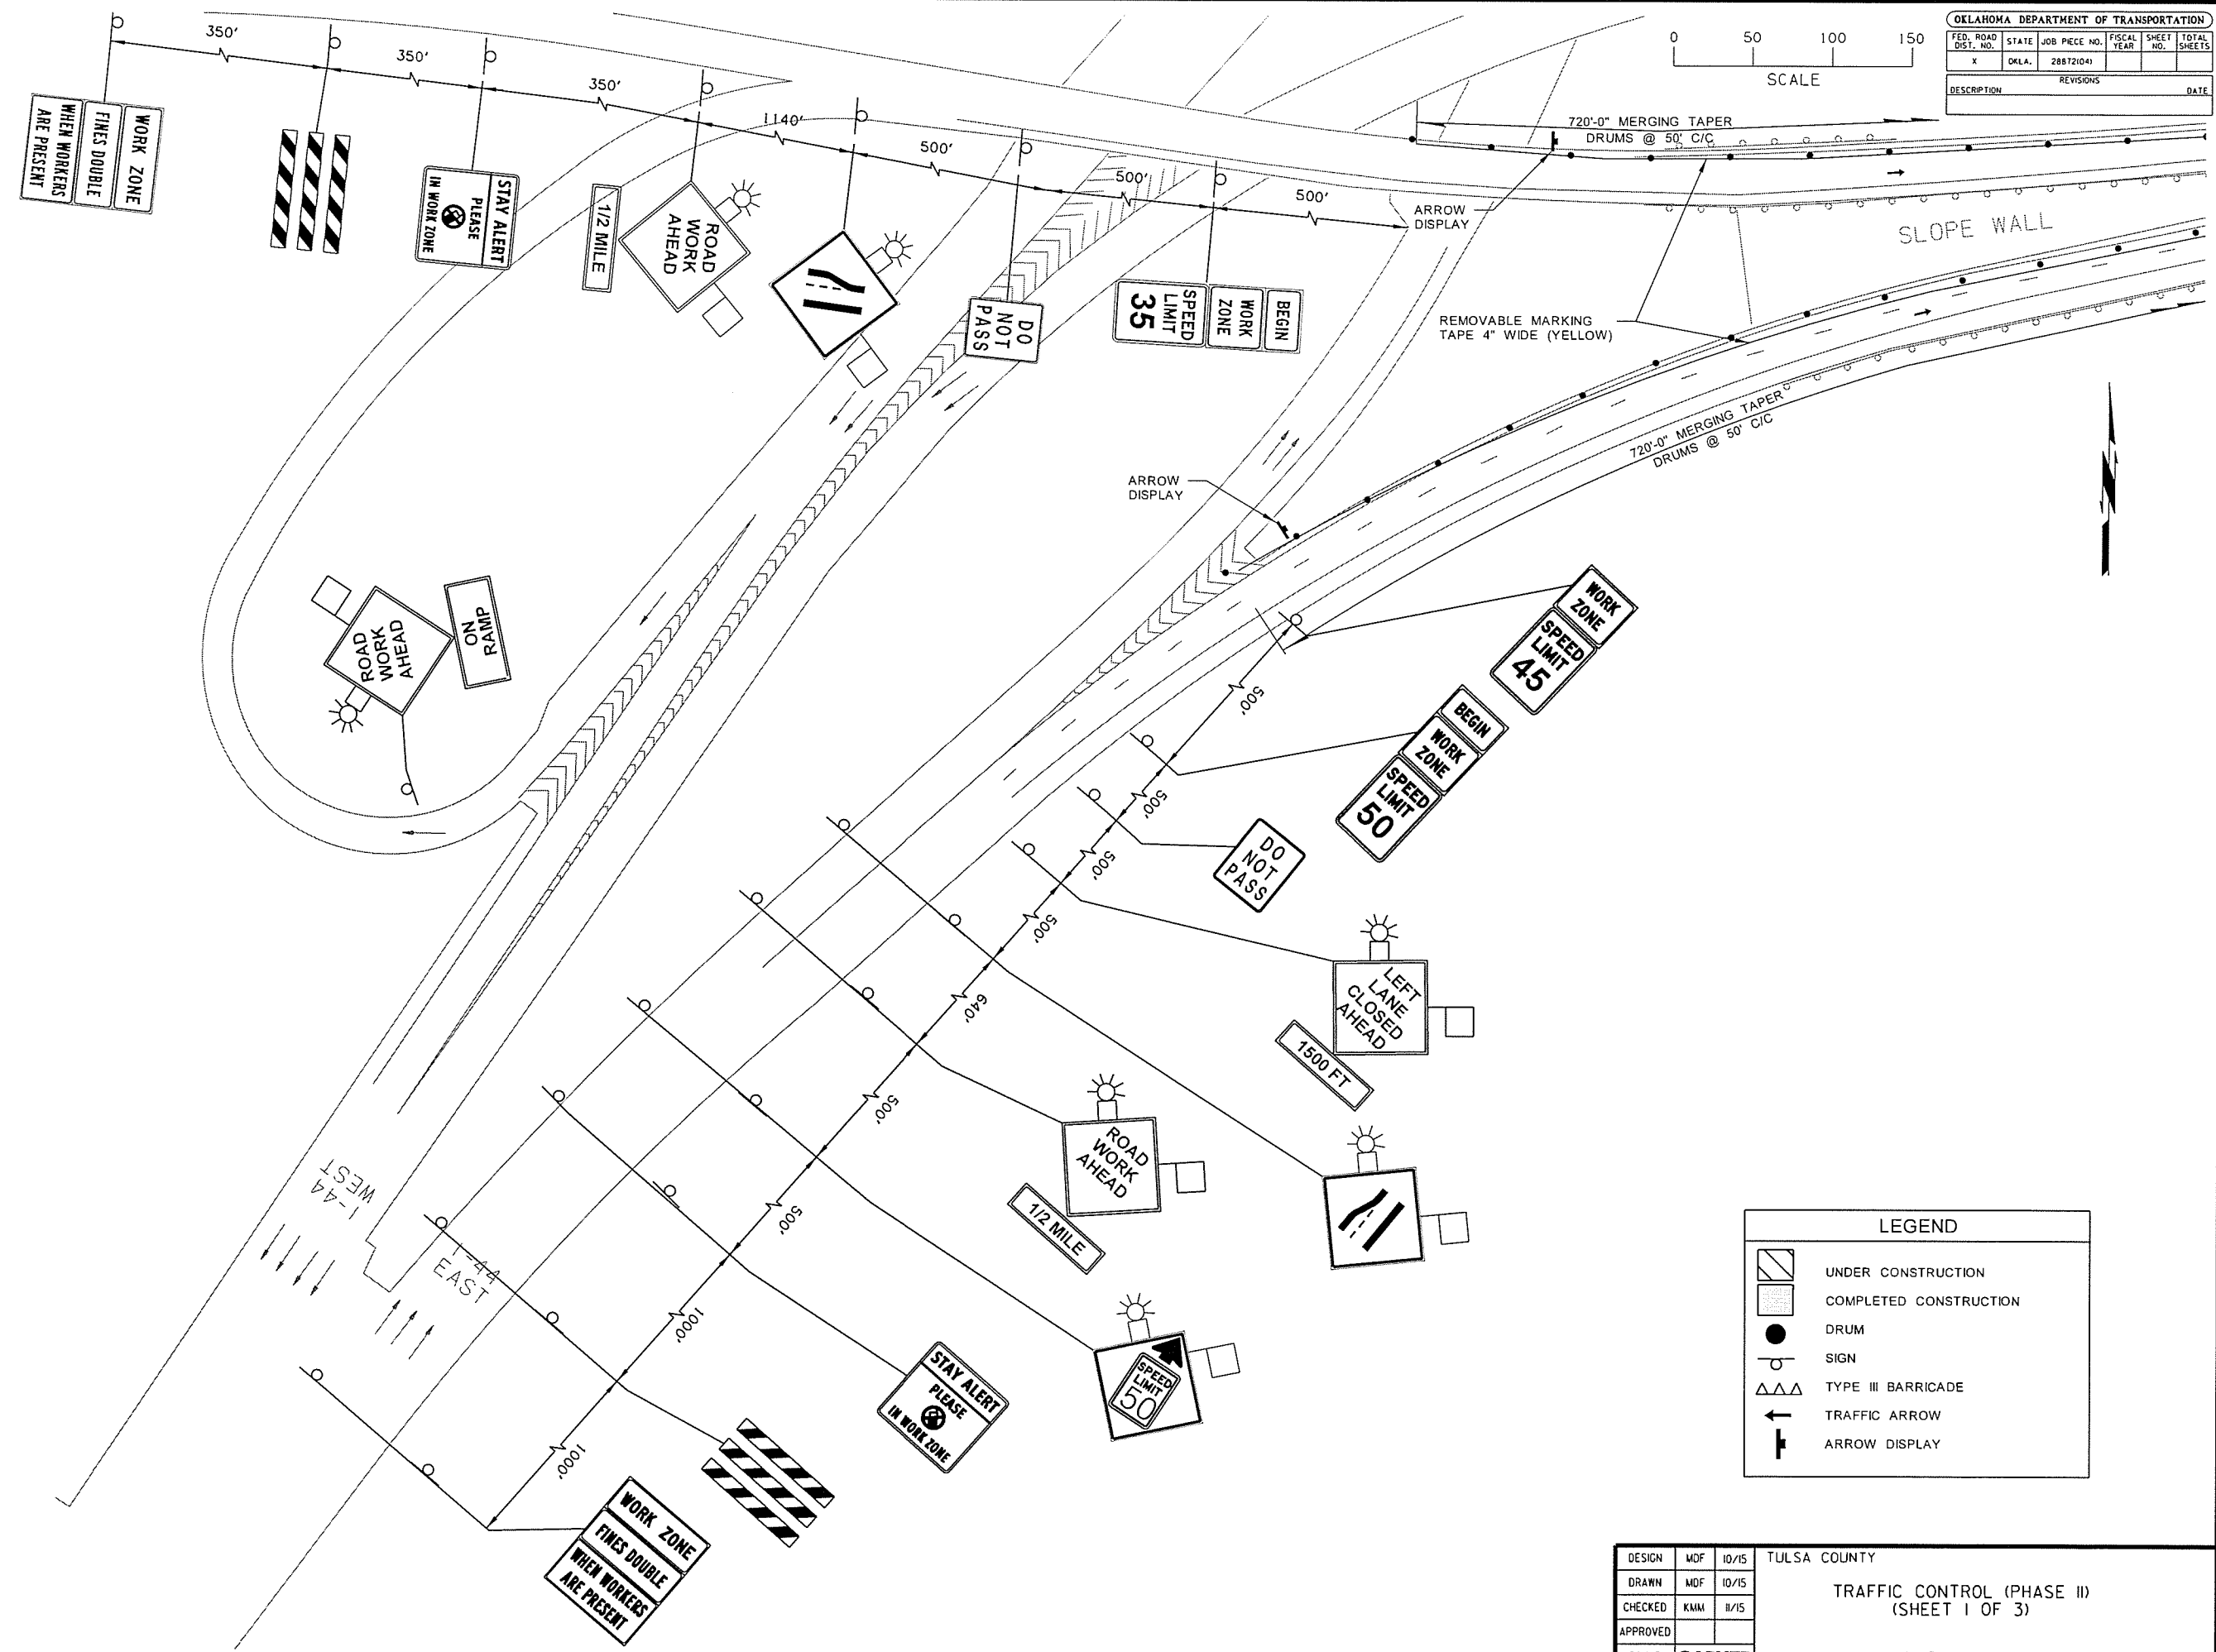 OKLAHOMA DEPARTMENT OF TRANSPORTATION
FED. ROAD DIST. NO.
STATE
JOB PIECE NO.
FISCAL YEAR
SHEET NO.
TOTAL SHEETS
X
OKLA.
28872(04)
REVISIONS
DESCRIPTION
DATE
0 50 100 150
SCALE
350'
350'
350'
1140'
500'
500'
500'
WORK ZONE
FINES DOUBLE
WHEN WORKERS
ARE PRESENT
STAY ALERT
PLEASE
IN WORK ZONE
1/2 MILE
ROAD
WORK
AHEAD
DO
NOT
PASS
BEGIN
WORK
ZONE
SPEED
LIMIT
35
720'-0" MERGING TAPER
DRUMS @ 50' C/C
ARROW
DISPLAY
SLOPE WALL
REMOVABLE MARKING
TAPE 4" WIDE (YELLOW)
720'-0" MERGING TAPER
DRUMS @ 50' C/C
ARROW
DISPLAY
ON
RAMP
ROAD
WORK
AHEAD
WORK
ZONE
SPEED
LIMIT
45
500'
BEGIN
WORK
ZONE
SPEED
LIMIT
50
500'
DO
NOT
PASS
500'
500'
LEFT
LANE
CLOSED
AHEAD
1500 FT
640'
500'
ROAD
WORK
AHEAD
1/2 MILE
500'
I-44
WEST
I-44
EAST
1000'
SPEED
LIMIT
50
STAY ALERT
PLEASE
IN WORK ZONE
1000'
WORK ZONE
FINES DOUBLE
WHEN WORKERS
ARE PRESENT
LEGEND
UNDER CONSTRUCTION
COMPLETED CONSTRUCTION
DRUM
SIGN
TYPE III BARRICADE
TRAFFIC ARROW
ARROW DISPLAY
DESIGN MDF 10/15
DRAWN MDF 10/15
CHECKED KMM 11/15
APPROVED
TULSA COUNTY
TRAFFIC CONTROL (PHASE II)
(SHEET 1 OF 3)